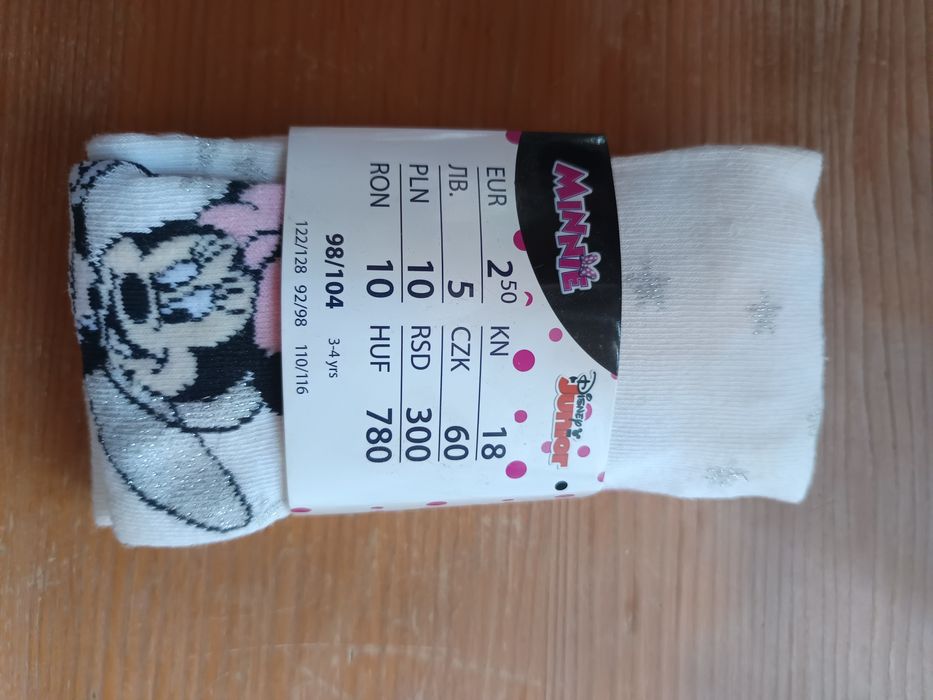 MINNIE
DISNEY
JUNIOR
EUR 2 50 KN 18
ЛВ. 5 CZK 60
PLN 10 RSD 300
RON 10 HUF 780
98/104 3-4 yrs
122/128 92/98 110/116